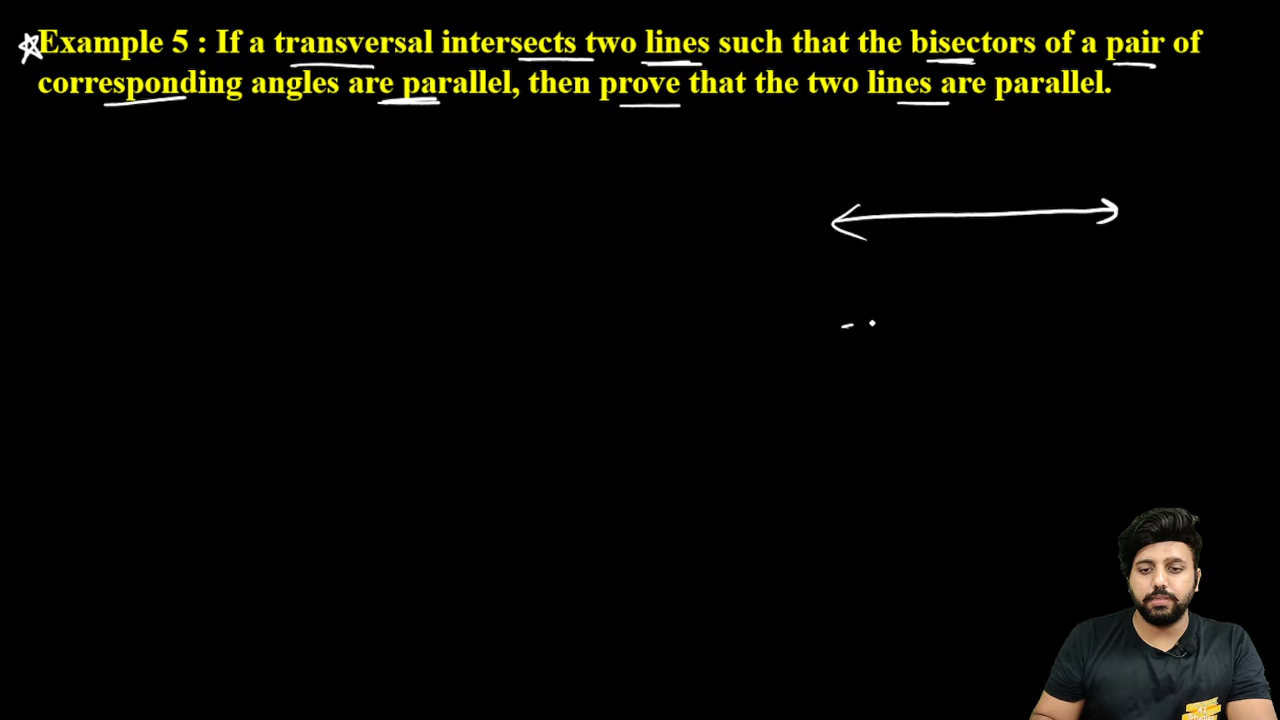 Example 5 : If a transversal intersects two lines such that the bisectors of a pair of
corresponding angles are parallel, then prove that the two lines are parallel.